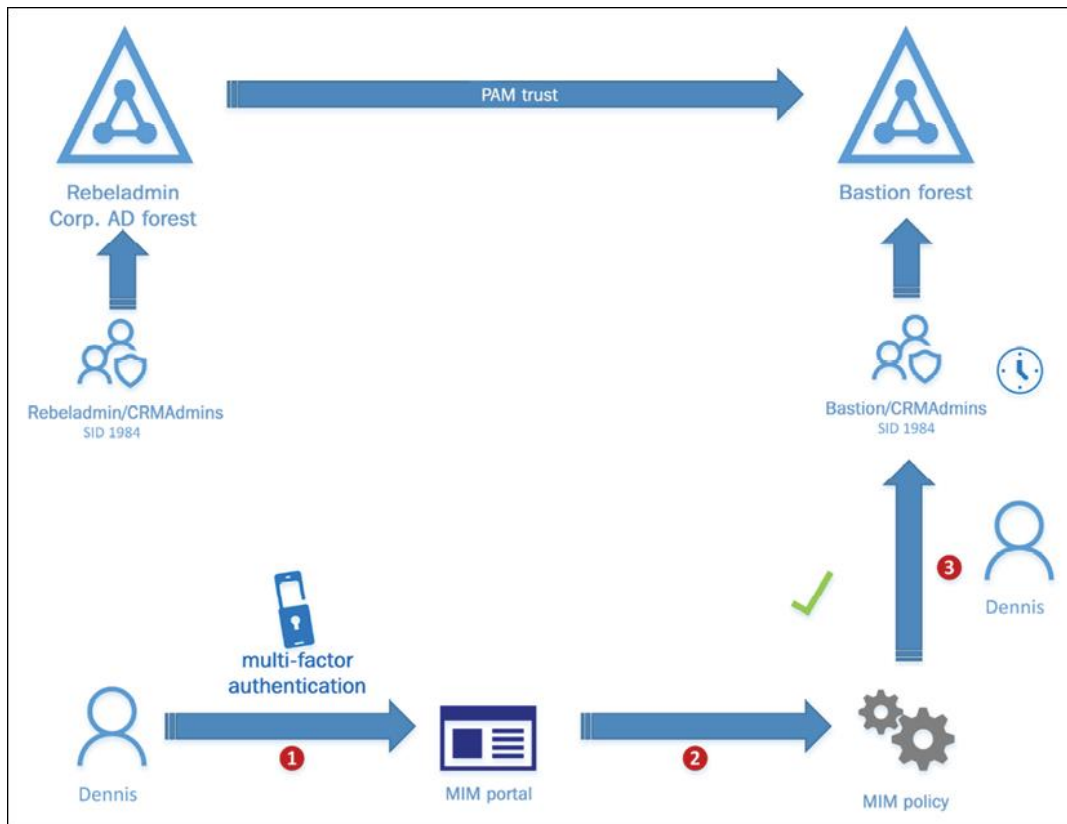 PAM trust
Rebeladmin
Corp. AD forest
Bastion forest
Rebeladmin/CRMAdmins
SID 1984
Bastion/CRMAdmins
SID 1984
3
Dennis
multi-factor
authentication
1
2
Dennis
MIM portal
MIM policy